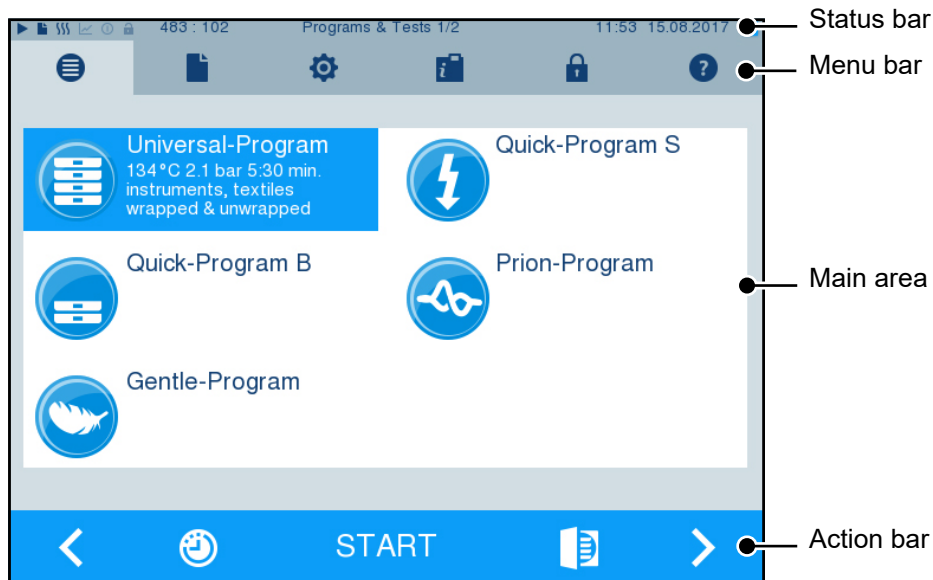 483 : 102 Programs & Tests 1/2 11:53 15.08.2017
Status bar
Menu bar
Universal-Program
134°C 2.1 bar 5:30 min.
instruments, textiles
wrapped & unwrapped
Quick-Program S
Quick-Program B
Prion-Program
Main area
Gentle-Program
START
Action bar